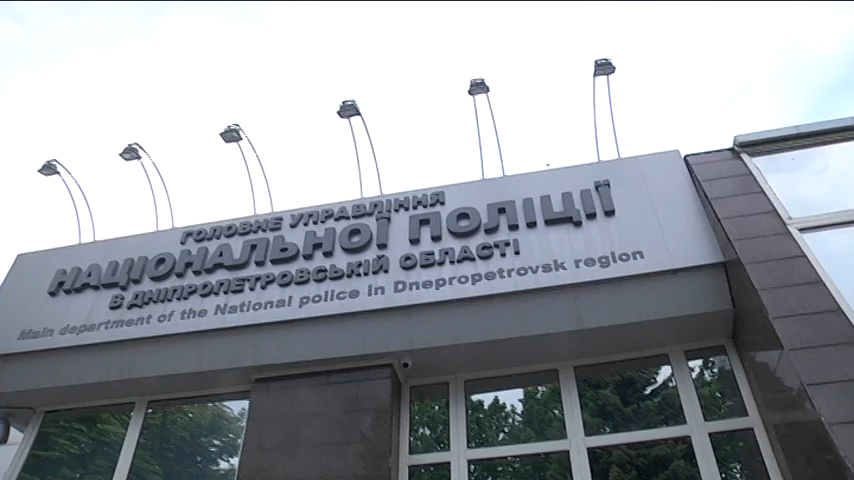 ГОЛОВНЕ УПРАВЛІННЯ
НАЦІОНАЛЬНОЇ ПОЛІЦІЇ
В ДНІПРОПЕТРОВСЬКІЙ ОБЛАСТІ
Main department of the National police in Dnepropetrovsk region